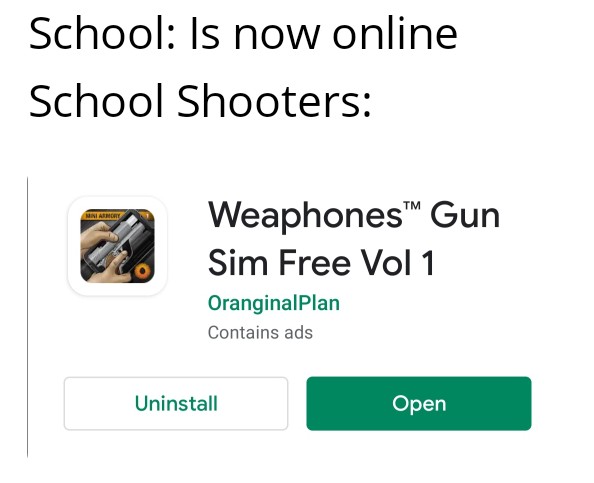 School: Is now online
School Shooters:
MINI ARMORY
1
Weaphones™ Gun
Sim Free Vol 1
OranginalPlan
Contains ads
Uninstall
Open